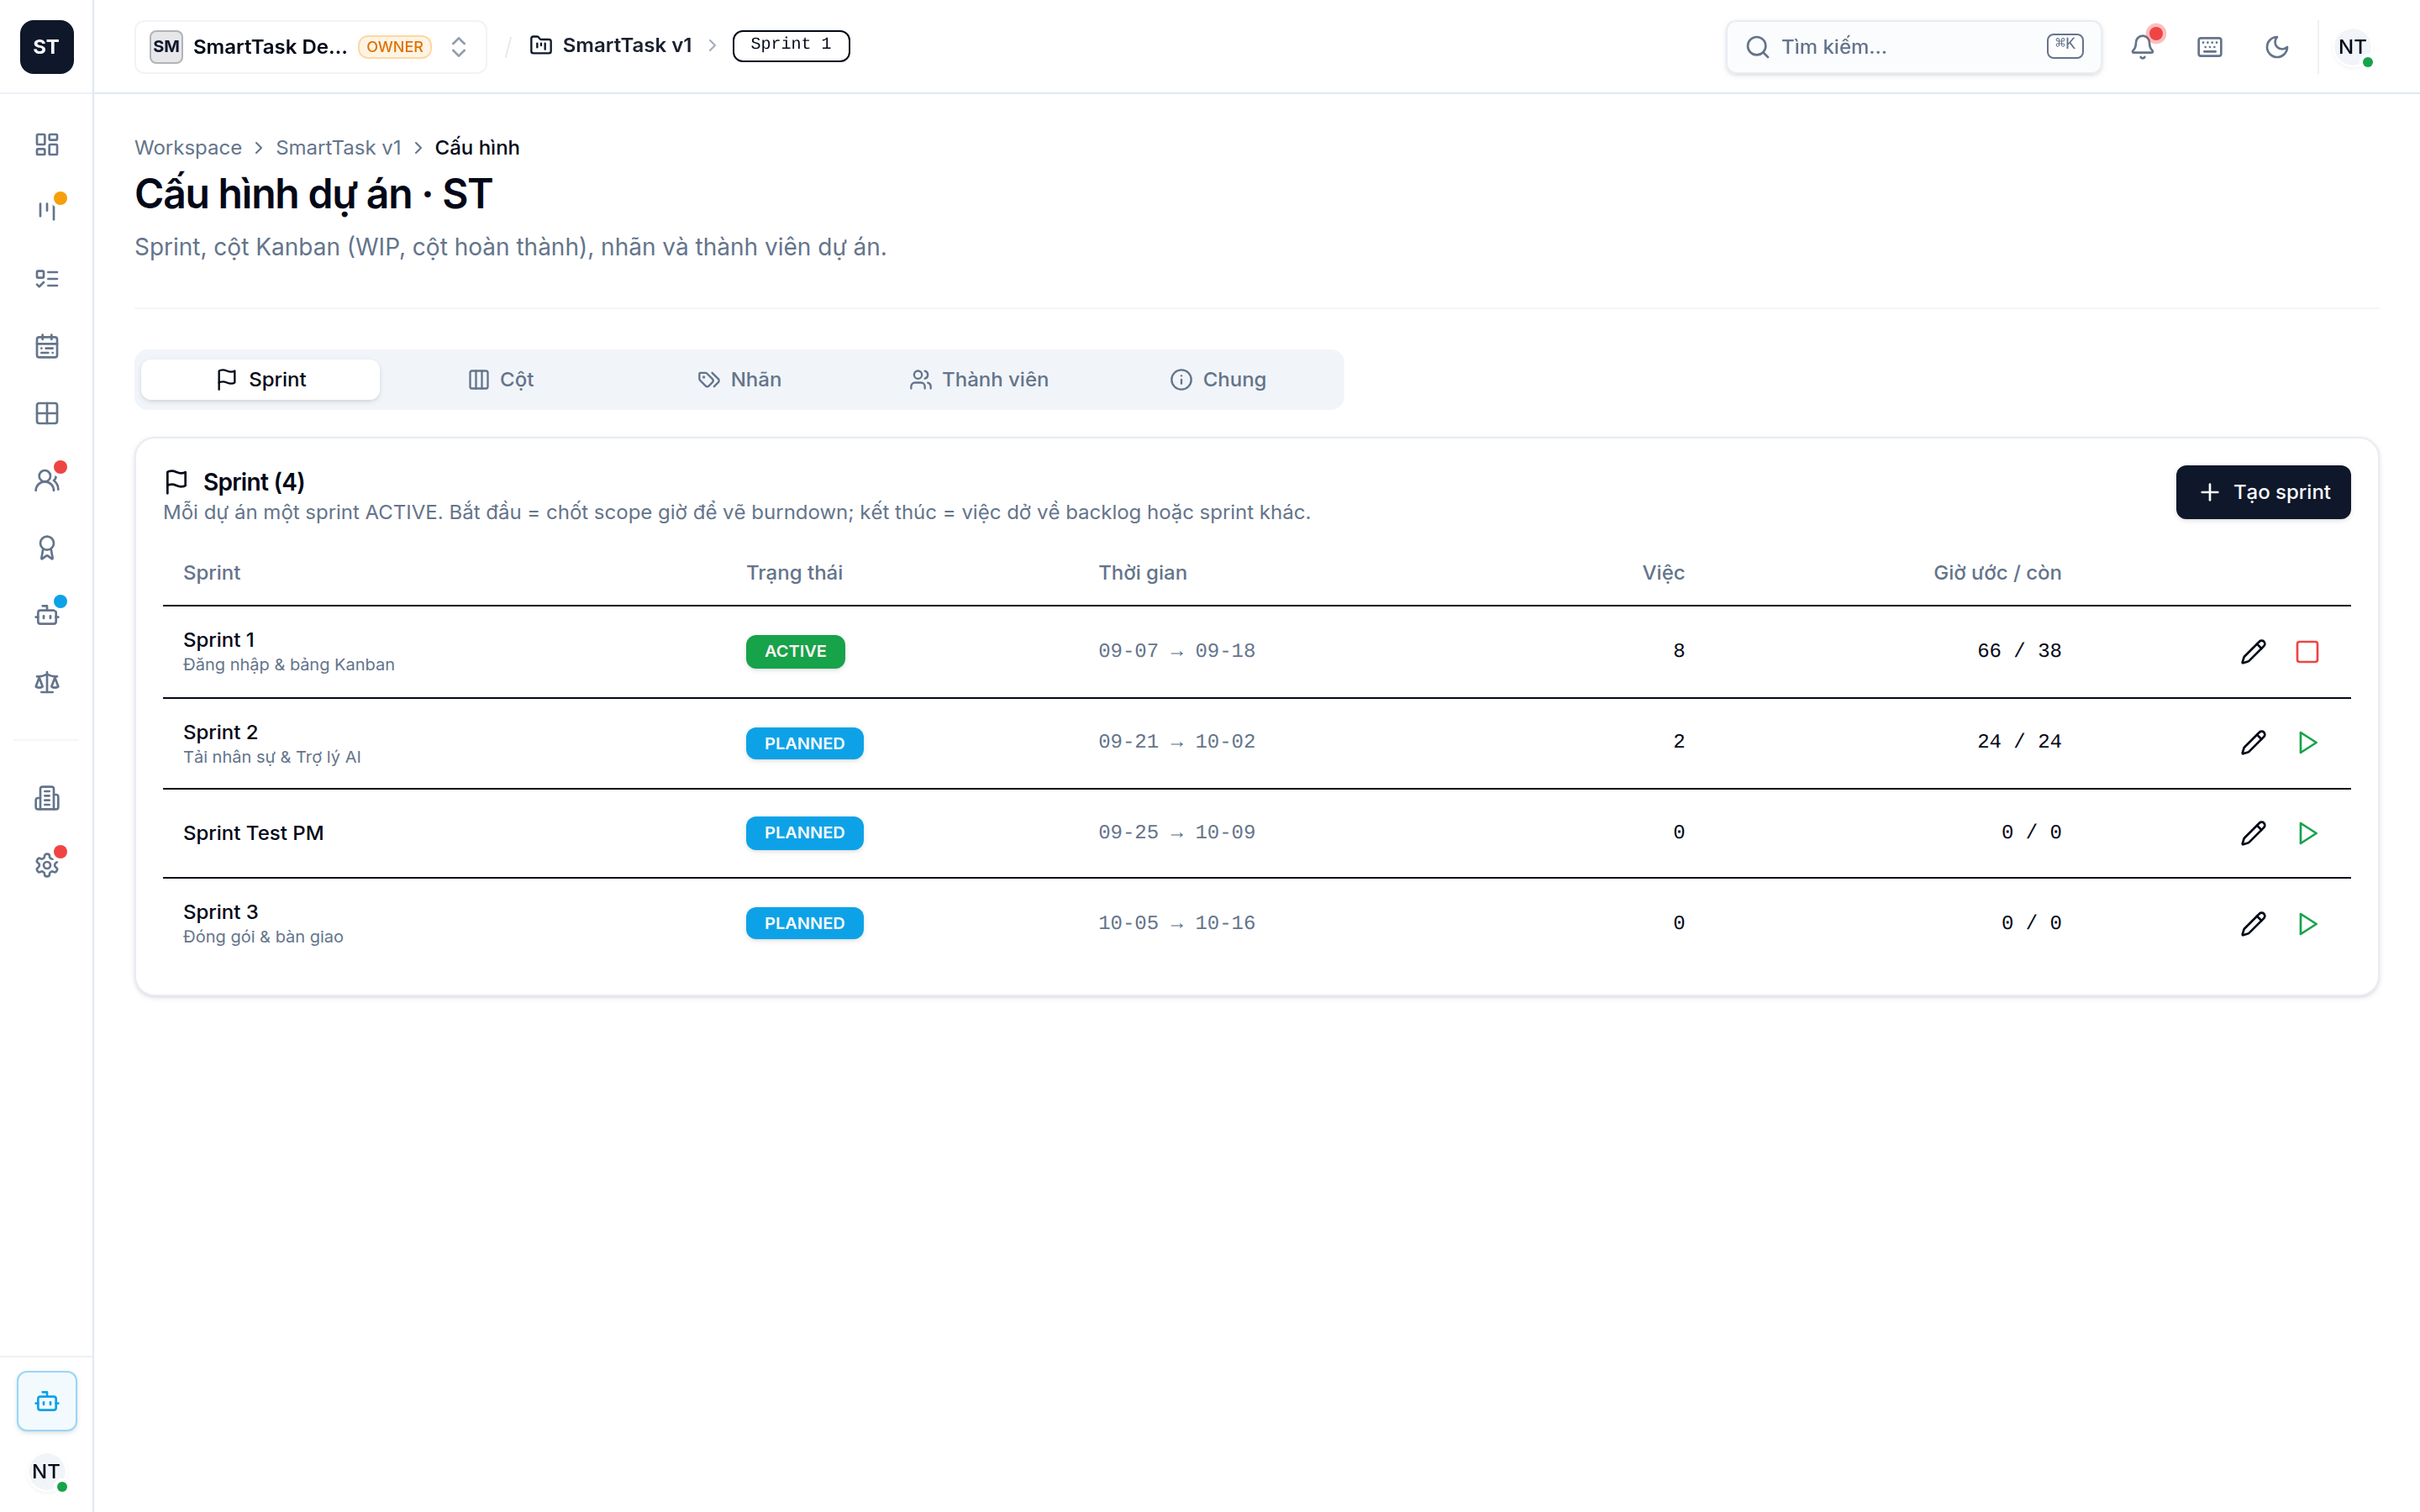 ST
SM SmartTask De... OWNER / SmartTask v1 > Sprint 1
Tìm kiếm... ⌘K
NT
Workspace > SmartTask v1 > Cấu hình
Cấu hình dự án · ST
Sprint, cột Kanban (WIP, cột hoàn thành), nhãn và thành viên dự án.
Sprint Cột Nhãn Thành viên Chung
Sprint (4)
Mỗi dự án một sprint ACTIVE. Bắt đầu = chốt scope giờ để vẽ burndown; kết thúc = việc dở về backlog hoặc sprint khác.
Tạo sprint
Sprint Trạng thái Thời gian Việc Giờ ước / còn
Sprint 1
Đăng nhập & bảng Kanban
ACTIVE 09-07 → 09-18 8 66 / 38
Sprint 2
Tải nhân sự & Trợ lý AI
PLANNED 09-21 → 10-02 2 24 / 24
Sprint Test PM PLANNED 09-25 → 10-09 0 0 / 0
Sprint 3
Đóng gói & bàn giao
PLANNED 10-05 → 10-16 0 0 / 0
NT